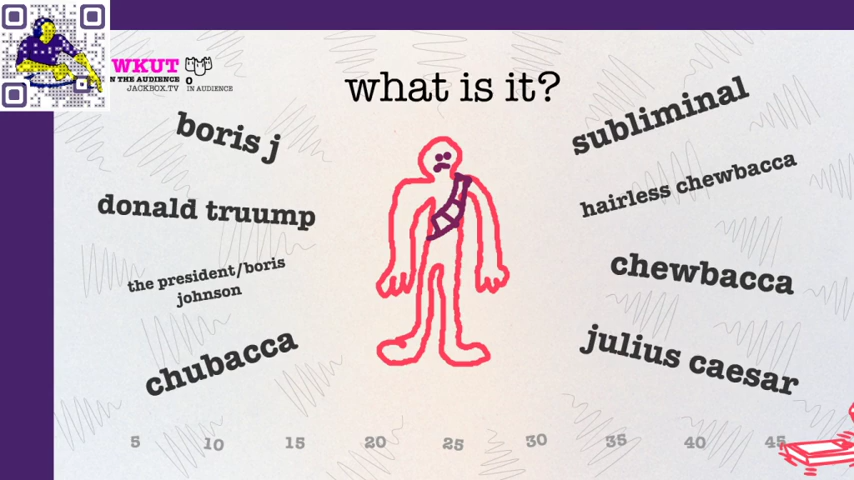 WKUT
N THE AUDIENCE
JACKBOX.TV
0
IN AUDIENCE
what is it?
boris j
donald truump
the president/boris
johnson
chubacca
subliminal
hairless chewbacca
chewbacca
julius caesar
5 10 15 20 25 30 35 40 45